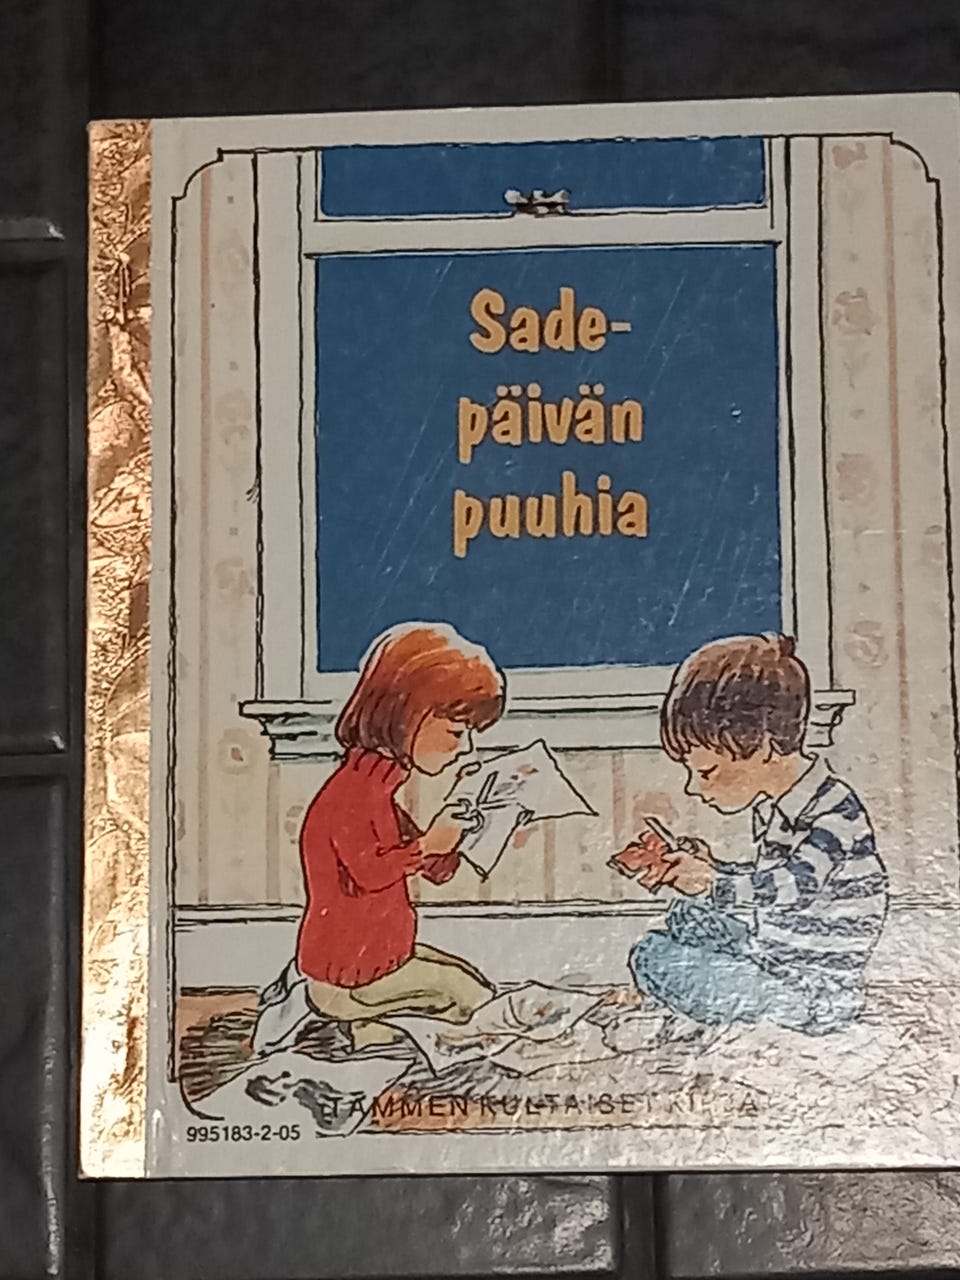 Sade-
päivän
puuhia
TAMMEN KULTAISET KIRJAT
995183-2-05